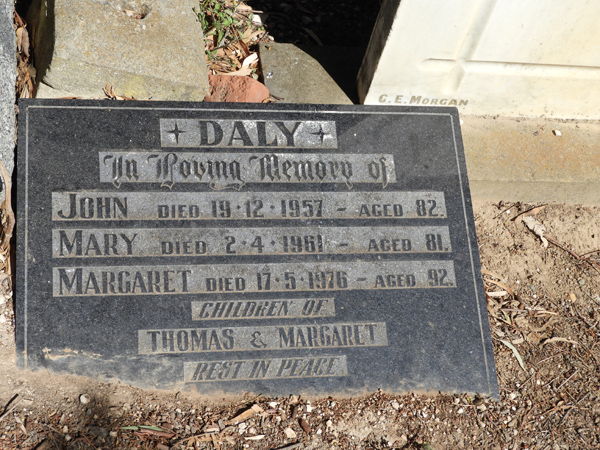 G. E. MORGAN
+ DALY +
In Loving Memory of
JOHN DIED 19·12·1957 - AGED 82.
MARY DIED 2·4·1961 - AGED 81.
MARGARET DIED 17·5·1976 - AGED 92.
CHILDREN OF
THOMAS & MARGARET
REST IN PEACE